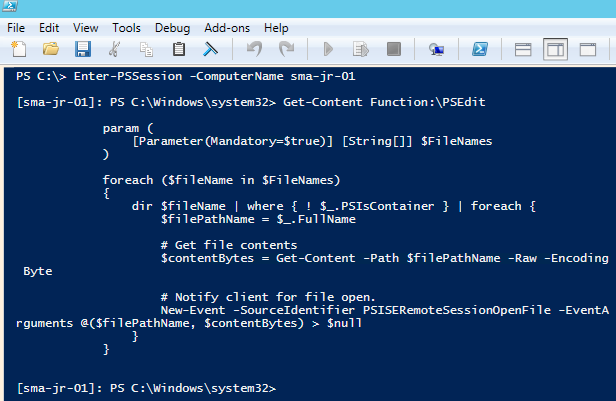 File Edit View Tools Debug Add-ons Help
PS C:\> Enter-PSSession -ComputerName sma-jr-01
[sma-jr-01]: PS C:\Windows\system32> Get-Content Function:\PSEdit
param (
[Parameter(Mandatory=$true)] [String[]] $FileNames
)
foreach ($fileName in $FileNames)
{
dir $fileName | where { ! $_.PSIsContainer } | foreach {
$filePathName = $_.FullName
# Get file contents
$contentBytes = Get-Content -Path $filePathName -Raw -Encoding
Byte
# Notify client for file open.
New-Event -SourceIdentifier PSISERemoteSessionOpenFile -EventA
rguments @($filePathName, $contentBytes) > $null
}
}
[sma-jr-01]: PS C:\Windows\system32>